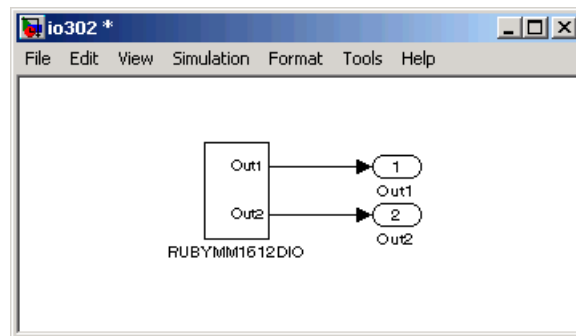 io302 *
File Edit View Simulation Format Tools Help
Out1 1
Out1
Out2 2
Out2
RUBYMM1612DIO